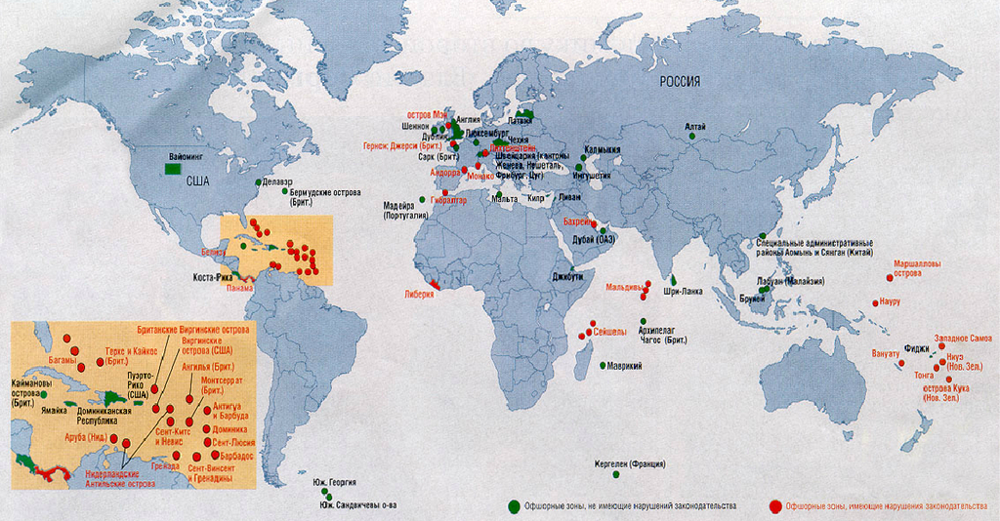 РОССИЯ
Вайоминг
США
Делавэр
Бермудские острова
(Брит.)
остров Мэн
Шеннон
Дублин
Англия
Латвия
Люксембург
Чехия
Гернси; Джерси (Брит.)
Сарк (Брит.)
Лихтенштейн
Швейцария (кантоны
Женева, Нешаталь,
Фрибург, Цуг)
Андорра
Монако
Гибралтар
Мадейра
(Португалия)
Мальта
Кипр
Ливан
Калмыкия
Ингушетия
Алтай
Бахрейн
Дубай (ОАЭ)
Специальные административные
районы Аомынь и Сянган (Китай)
Белиз
Коста-Рика
Панама
Либерия
Джибути
Мальдивы
Шри-Ланка
Лабуан (Малайзия)
Бруней
Маршалловы
острова
Науру
Сейшелы
Архипелаг
Чагос (Брит.)
Маврикий
Западное Самоа
Вануату
Фиджи
Ниуэ
(Нов. Зел.)
Тонга
острова Кука
(Нов. Зел.)
Британские Виргинские острова
Виргинские
острова (США)
Теркс и Кайкос
(Брит.)
Багамы
Ангилья (Брит.)
Монтсеррат
(Брит.)
Каймановы
острова
(Брит.)
Пуэрто-
Рико
(США)
Ямайка
Доминиканская
Республика
Антигуа
и Барбуда
Сент-Китс
и Невис
Доминика
Аруба (Нид.)
Сент-Люсия
Барбадос
Гренада
Сент-Винсент
и Гренадины
Нидерландские
Антильские острова
Кергелен (Франция)
Юж. Георгия
Юж. Сандвичевы о-ва
Офшорные зоны, не имеющие нарушений законодательства
Офшорные зоны, имеющие нарушения законодательства